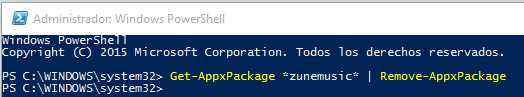 Administrador: Windows PowerShell
Windows PowerShell
Copyright (C) 2015 Microsoft Corporation. Todos los derechos reservados.
PS C:\WINDOWS\system32> Get-AppxPackage *zunemusic* | Remove-AppxPackage
PS C:\WINDOWS\system32>